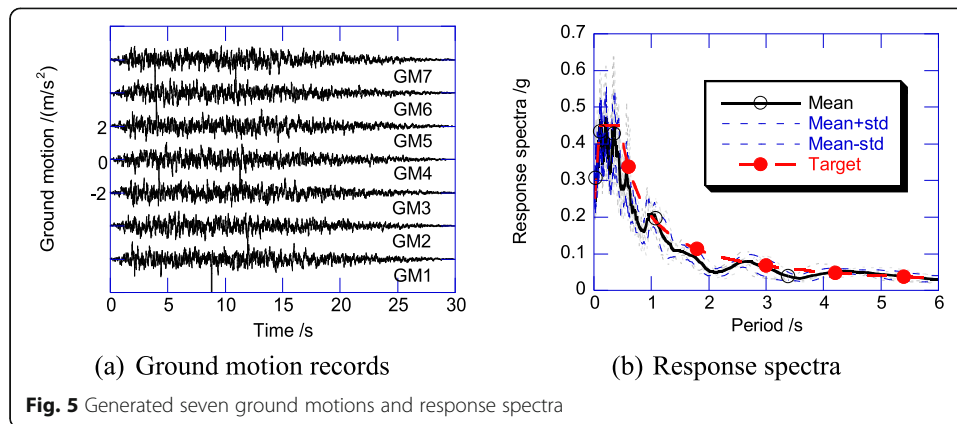 Ground motion /(m/s²)
2
0
-2
GM7
GM6
GM5
GM4
GM3
GM2
GM1
0 5 10 15 20 25 30
Time /s
(a) Ground motion records
Response spectra /g
0.7
0.6
0.5
0.4
0.3
0.2
0.1
0
Mean
Mean+std
Mean-std
Target
0 1 2 3 4 5 6
Period /s
(b) Response spectra
Fig. 5 Generated seven ground motions and response spectra